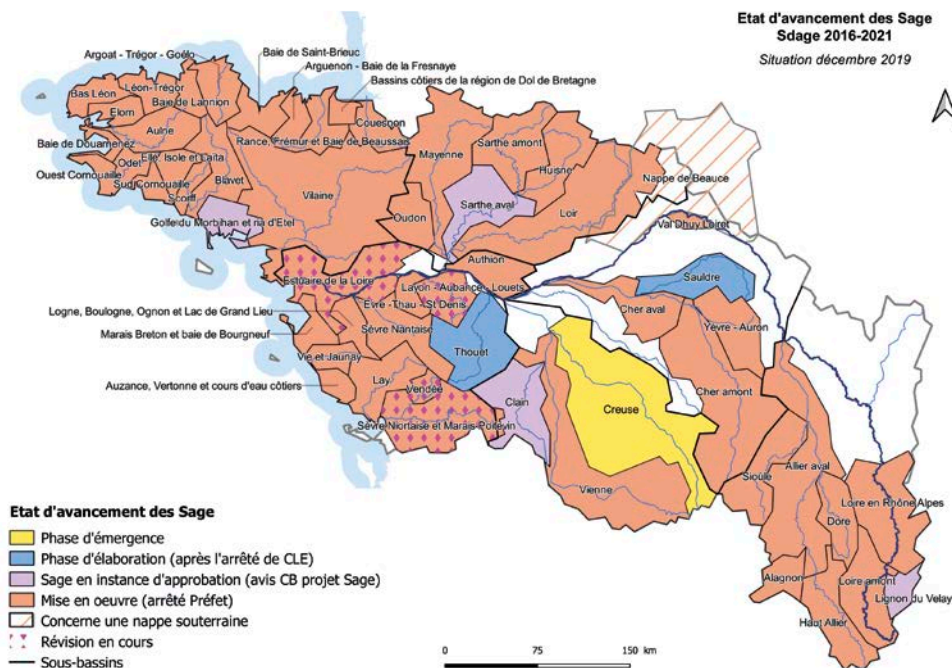 Etat d'avancement des Sage
Sdage 2016-2021
Situation décembre 2019
Argoat - Trégor - Goëlo
Baie de Saint-Brieuc
Arguenon - Baie de la Fresnaye
Bassins côtiers de la région de Dol de Bretagne
Bas Léon
Léon-Trégor
Baie de Lannion
Elorn
Couesnon
Aulne
Rance, Frémur et Baie de Beaussais
Baie de Douarnenez
Mayenne
Sarthe amont
Huisne
Nappe de Beauce
Ouest Cornouaille
Odet
Ellé, Isole et Laïta
Sud Cornouaille
Blavet
Scorff
Vilaine
Sarthe aval
Loir
Oudon
Golfe du Morbihan et ria d'Etel
Val Dhuy Loiret
Authion
Estuaire de la Loire
Layon - Aubance - Louets
Sauldre
Logne, Boulogne, Ognon et Lac de Grand Lieu
Evre - Thau - St Denis
Cher aval
Yèvre - Auron
Marais Breton et baie de Bourgneuf
Sèvre Nantaise
Thouet
Vie et Jaunay
Auzance, Vertonne et cours d'eau côtiers
Lay
Vendée
Cher amont
Clain
Creuse
Sèvre Niortaise et Marais Poitevin
Vienne
Sioule
Allier aval
Loire en Rhône Alpes
Dore
Alagnon
Loire amont
Lignon du Velay
Haut Allier
Etat d'avancement des Sage
Phase d'émergence
Phase d'élaboration (après l'arrêté de CLE)
Sage en instance d'approbation (avis CB projet Sage)
Mise en oeuvre (arrêté Préfet)
Concerne une nappe souterraine
Révision en cours
Sous-bassins
0 75 150 km